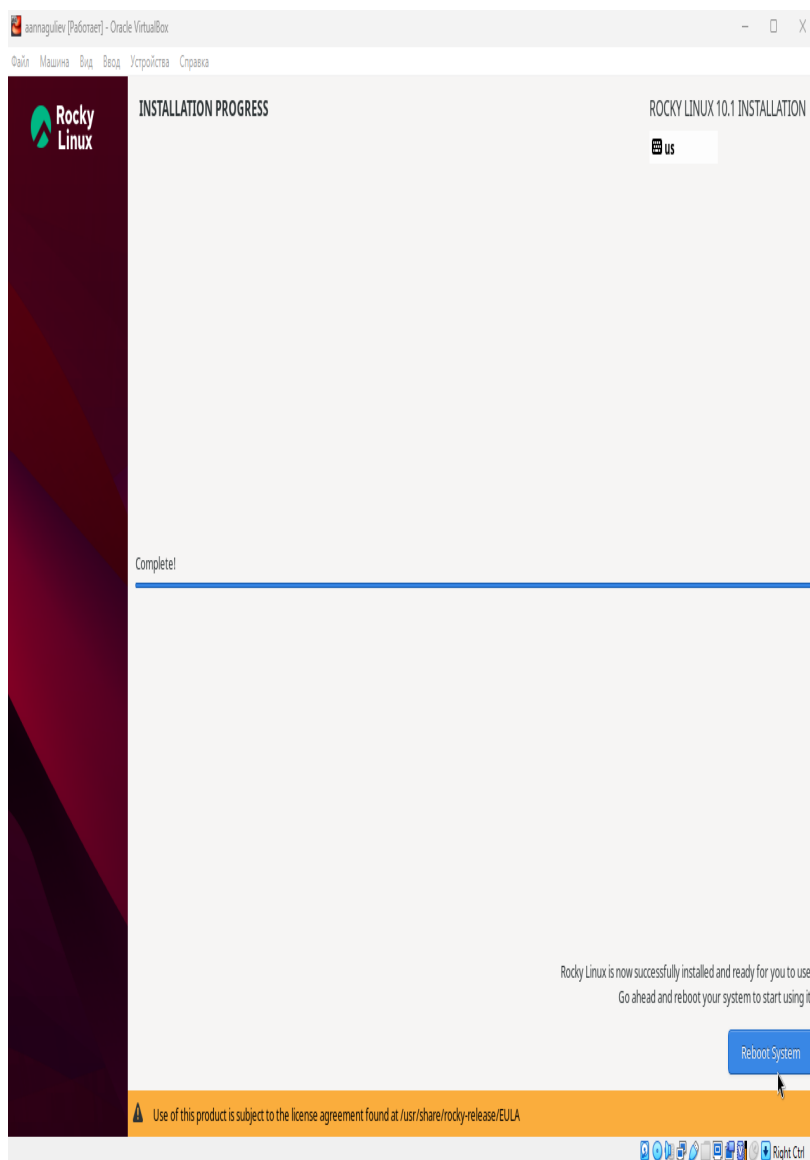 aannaguliev [Работает] - Oracle VirtualBox
Файл Машина Вид Ввод Устройства Справка
Rocky
Linux
INSTALLATION PROGRESS
ROCKY LINUX 10.1 INSTALLATION
us
Complete!
Rocky Linux is now successfully installed and ready for you to use
Go ahead and reboot your system to start using it
Reboot System
Use of this product is subject to the license agreement found at /usr/share/rocky-release/EULA
Right Ctrl